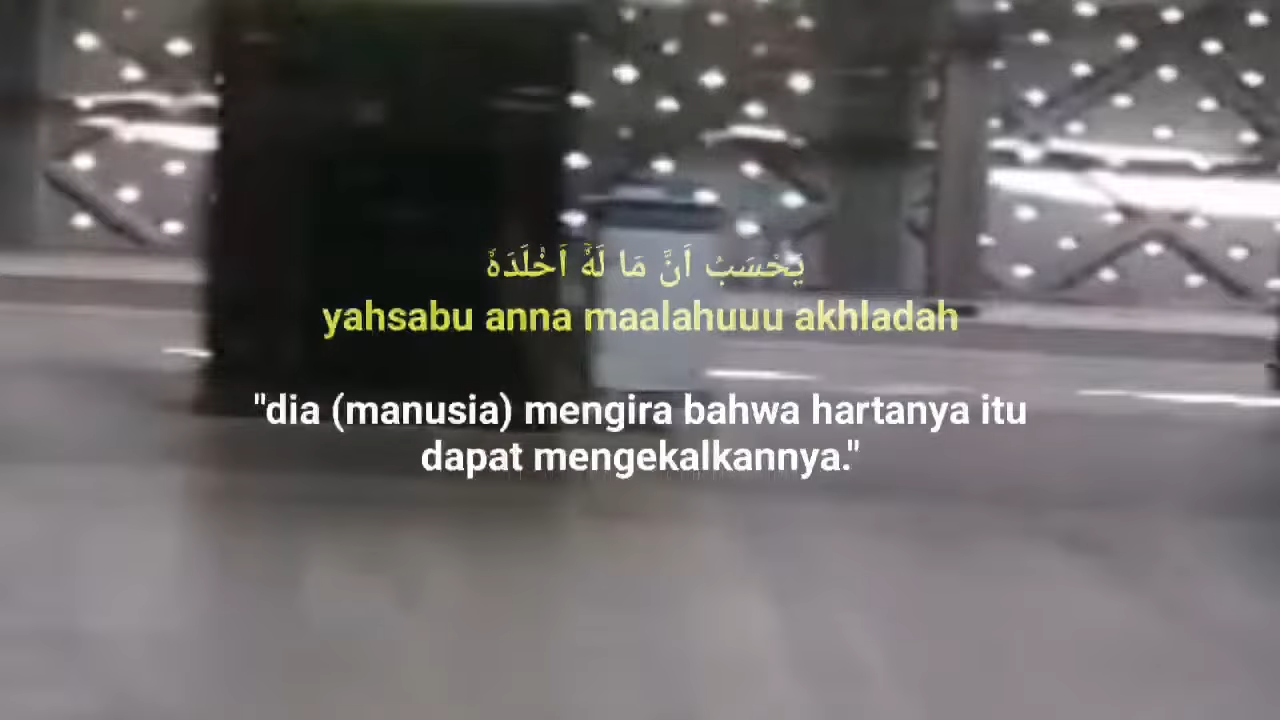 يَحْسَبُ اَنَّ مَا لَهٗۤ اَخْلَدَهٗ
yahsabu anna maalahuuu akhladah
"dia (manusia) mengira bahwa hartanya itu
dapat mengekalkannya."